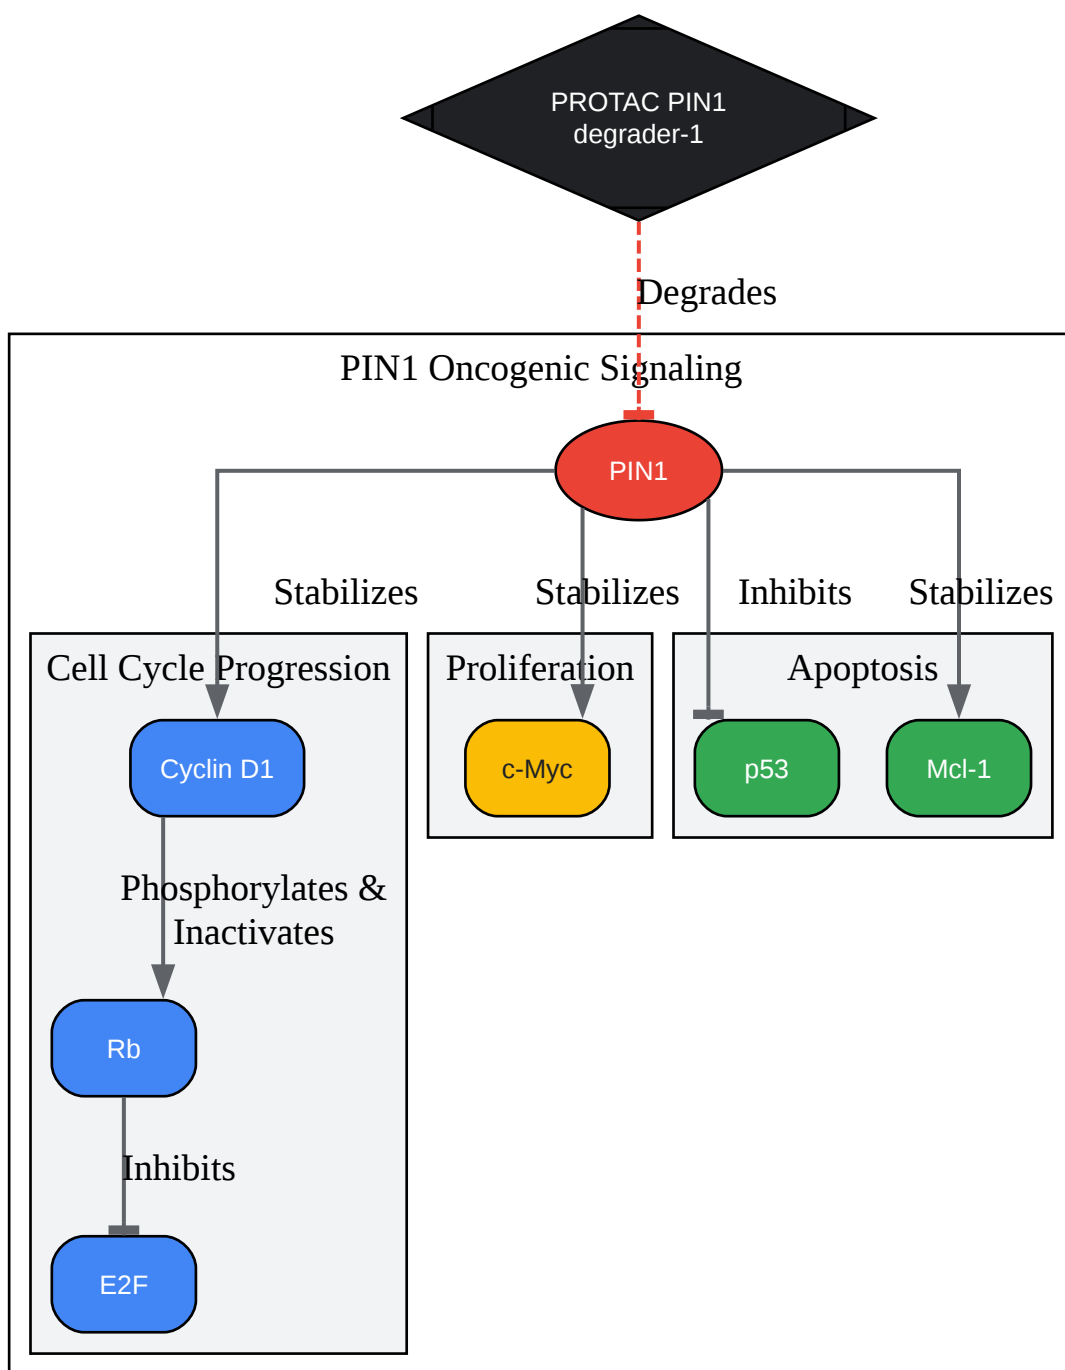 PROTAC PIN1
degrader-1
Degrades
PIN1 Oncogenic Signaling
PIN1
Stabilizes
Stabilizes
Inhibits
Stabilizes
Cell Cycle Progression
Proliferation
Apoptosis
Cyclin D1
c-Myc
p53
Mcl-1
Phosphorylates &
Inactivates
Rb
Inhibits
E2F